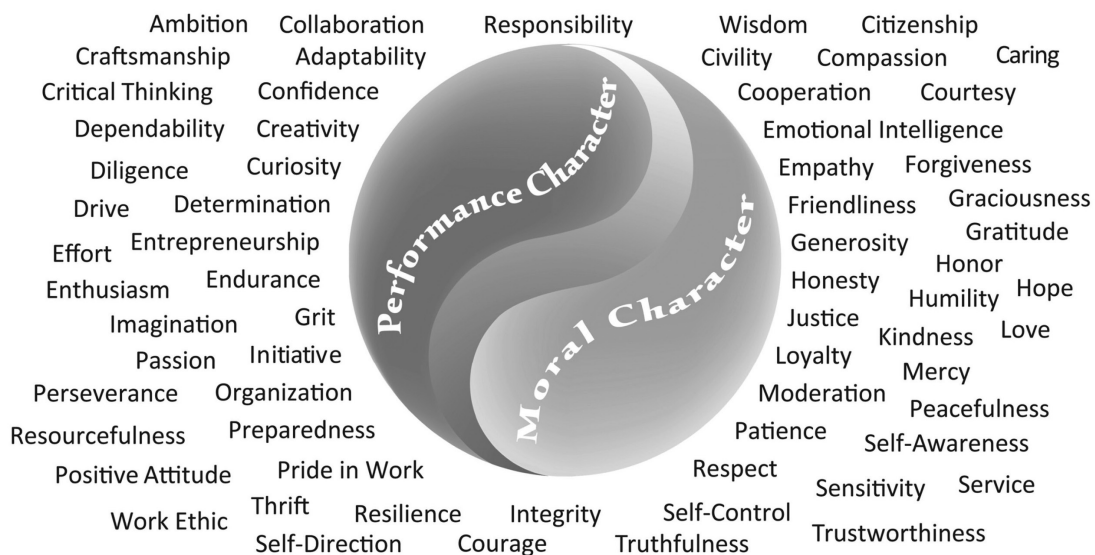 Ambition Collaboration Responsibility Wisdom Citizenship
Craftsmanship Adaptability Civility Compassion Caring
Critical Thinking Confidence Cooperation Courtesy
Dependability Creativity Emotional Intelligence
Diligence Curiosity Empathy Forgiveness
Drive Determination Friendliness Graciousness
Effort Entrepreneurship Generosity Gratitude
Enthusiasm Endurance Honesty Honor
Humility Hope
Imagination Grit Justice Kindness Love
Passion Initiative Loyalty Mercy
Perseverance Organization Moderation Peacefulness
Resourcefulness Preparedness Patience Self-Awareness
Positive Attitude Pride in Work Respect Sensitivity Service
Work Ethic Thrift Resilience Integrity Self-Control Trustworthiness
Self-Direction Courage Truthfulness
Performance Character
Moral Character